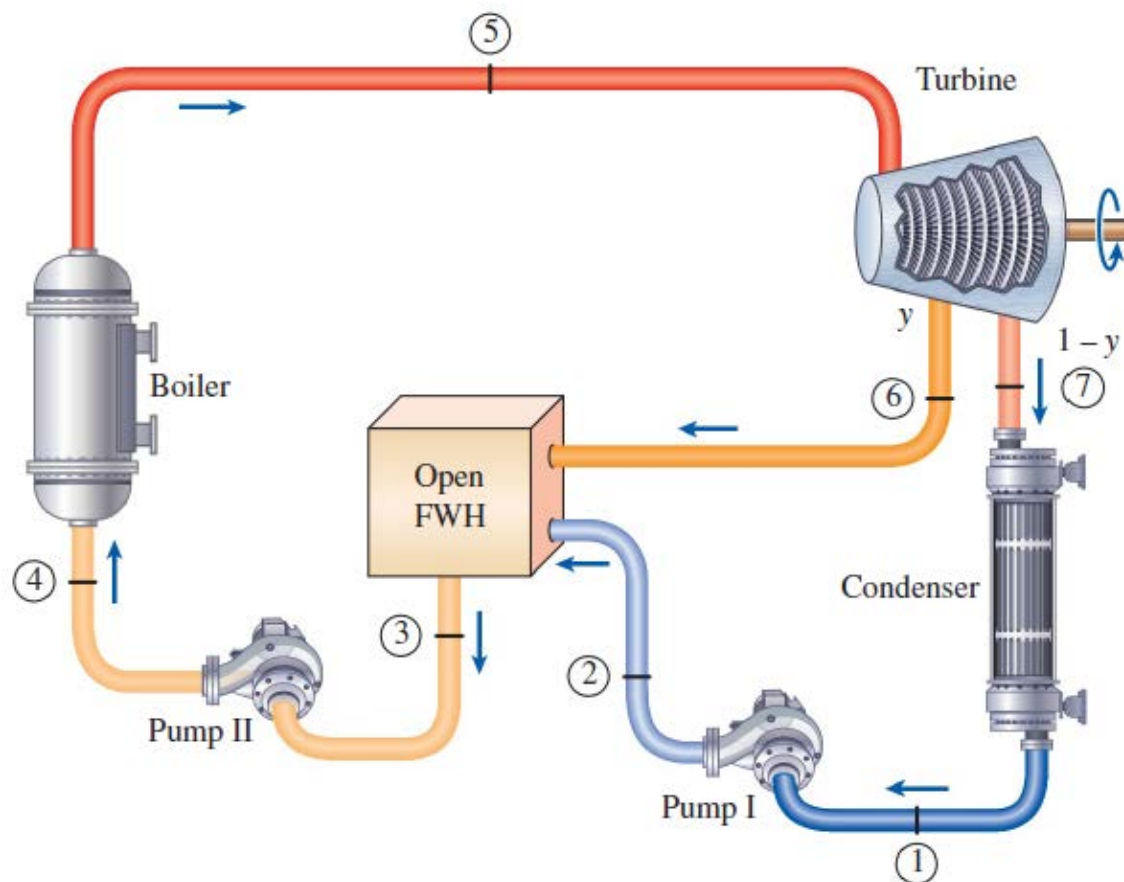 5
Turbine
y
1 – y
7
6
Boiler
Open
FWH
4
Condenser
3
2
Pump II
Pump I
1